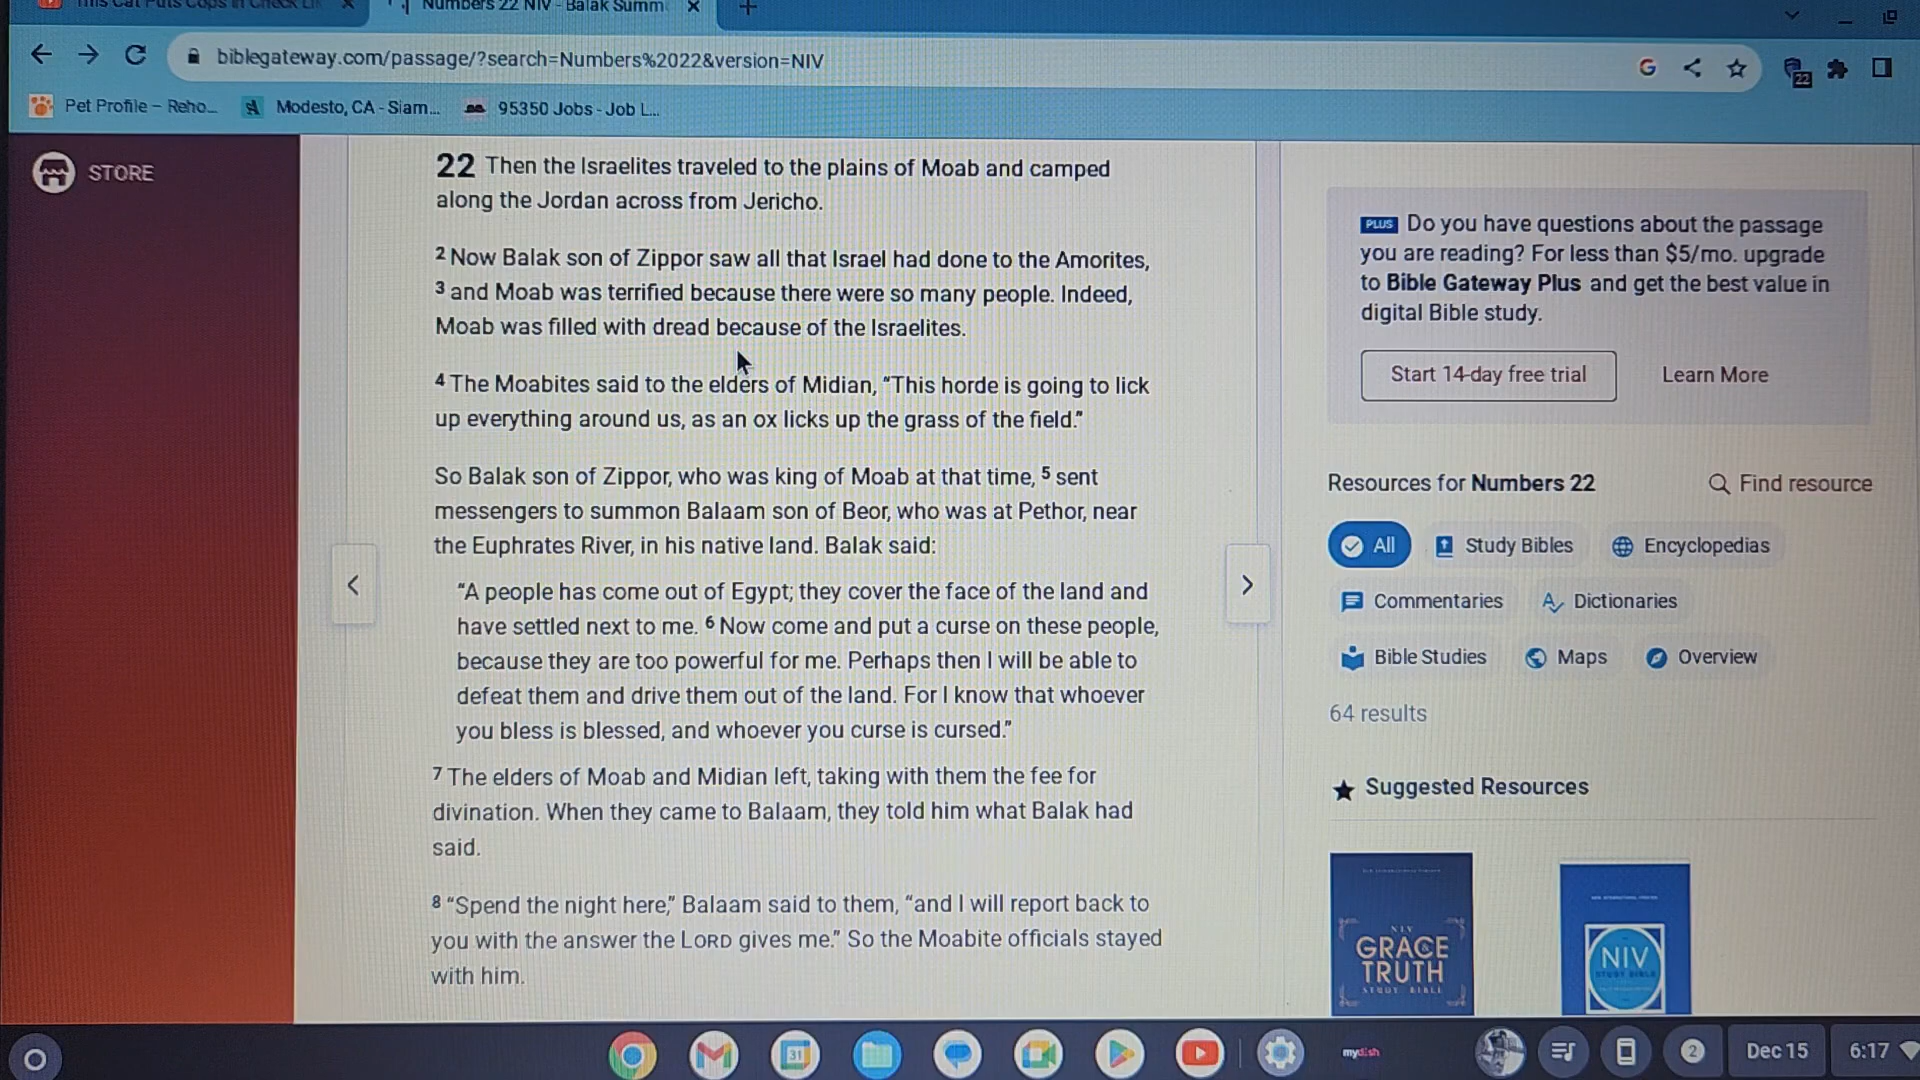 This Cat Puts Cops in Check
Numbers 22 NIV - Balak Summ
biblegateway.com/passage/?search=Numbers%2022&version=NIV
22
Pet Profile – Reho...
Modesto, CA - Siam...
95350 Jobs - Job L...
STORE
22 Then the Israelites traveled to the plains of Moab and camped
along the Jordan across from Jericho.
2 Now Balak son of Zippor saw all that Israel had done to the Amorites,
3 and Moab was terrified because there were so many people. Indeed,
Moab was filled with dread because of the Israelites.
4 The Moabites said to the elders of Midian, “This horde is going to lick
up everything around us, as an ox licks up the grass of the field.”
So Balak son of Zippor, who was king of Moab at that time, 5 sent
messengers to summon Balaam son of Beor, who was at Pethor, near
the Euphrates River, in his native land. Balak said:
“A people has come out of Egypt; they cover the face of the land and
have settled next to me. 6 Now come and put a curse on these people,
because they are too powerful for me. Perhaps then I will be able to
defeat them and drive them out of the land. For I know that whoever
you bless is blessed, and whoever you curse is cursed.”
7 The elders of Moab and Midian left, taking with them the fee for
divination. When they came to Balaam, they told him what Balak had
said.
8 “Spend the night here,” Balaam said to them, “and I will report back to
you with the answer the LORD gives me.” So the Moabite officials stayed
with him.
PLUS Do you have questions about the passage
you are reading? For less than $5/mo. upgrade
to Bible Gateway Plus and get the best value in
digital Bible study.
Start 14-day free trial
Learn More
Resources for Numbers 22
Find resource
All
Study Bibles
Encyclopedias
Commentaries
Dictionaries
Bible Studies
Maps
Overview
64 results
Suggested Resources
NIV
GRACE
TRUTH
STUDY BIBLE
NIV
STUDY BIBLE
31
mydish
2
Dec 15
6:17